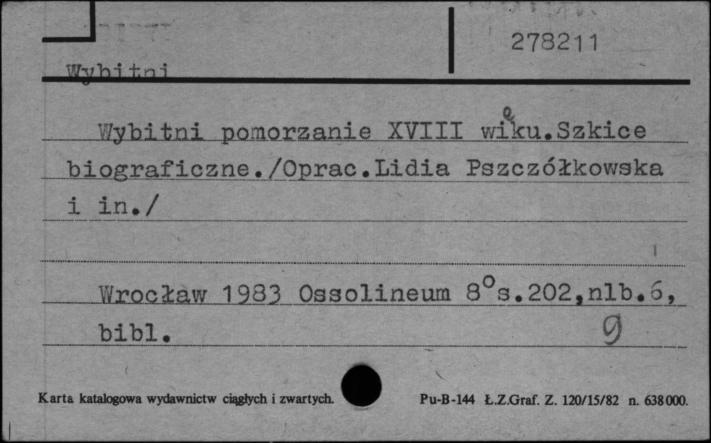 278211
Wybitni
Wybitni pomorzanie XVIII wieku.Szkice
biograficzne./Oprac.Lidia Pszczółkowska
i in./
Wrocław 1983 Ossolineum 8°s.202,nlb.6,
bibl. 9
Karta katalogowa wydawnictw ciągłych i zwartych. Pu-B-144 Ł.Z.Graf. Z. 120/15/82 n. 638000.